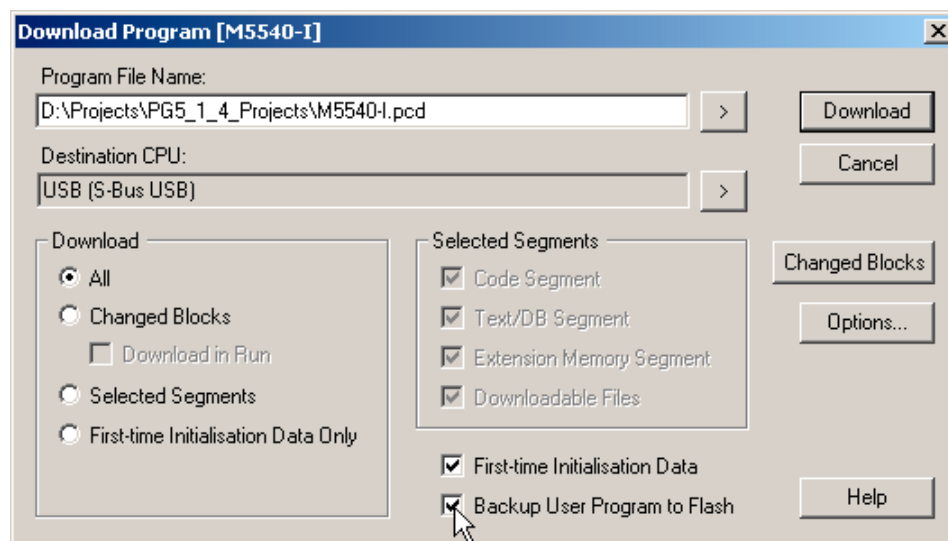 Download Program [M5540-I]
Program File Name:
D:\Projects\PG5_1_4_Projects\M5540-I.pcd
>
Download
Destination CPU:
Cancel
USB (S-Bus USB)
>
Download
All
Changed Blocks
Download in Run
Selected Segments
First-time Initialisation Data Only
Selected Segments
Code Segment
Text/DB Segment
Extension Memory Segment
Downloadable Files
Changed Blocks
Options...
First-time Initialisation Data
Backup User Program to Flash
Help